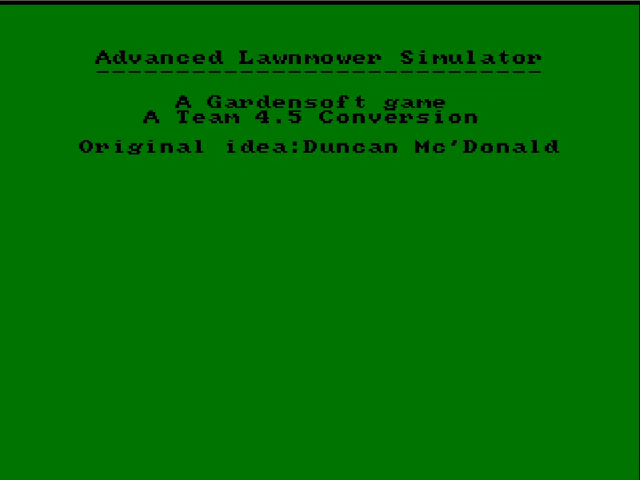 Advanced Lawnmower Simulator
----------------------------
A Gardensoft game
A Team 4.5 Conversion
Original idea:Duncan Mc'Donald